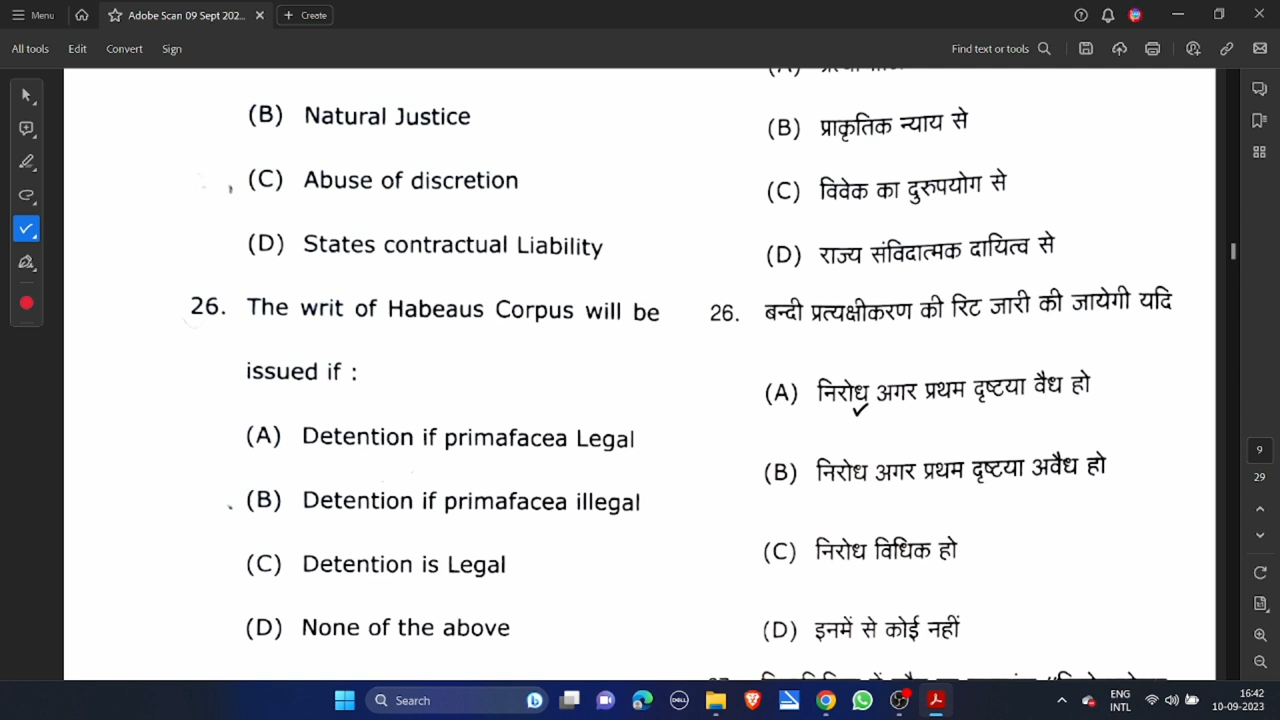 Menu
Adobe Scan 09 Sept 202...
Create
All tools
Edit
Convert
Sign
Find text or tools
(B) Natural Justice
(C) Abuse of discretion
(D) States contractual Liability
26. The writ of Habeaus Corpus will be
issued if :
(A) Detention if primafacea Legal
(B) Detention if primafacea illegal
(C) Detention is Legal
(D) None of the above
(B) प्राकृतिक न्याय से
(C) विवेक का दुरुपयोग से
(D) राज्य संविदात्मक दायित्व से
26. बन्दी प्रत्यक्षीकरण की रिट जारी की जायेगी यदि
(A) निरोध अगर प्रथम दृष्टया वैध हो
(B) निरोध अगर प्रथम दृष्टया अवैध हो
(C) निरोध विधिक हो
(D) इनमें से कोई नहीं
9
29
Search
DELL
ENG
INTL
16:42
10-09-2023